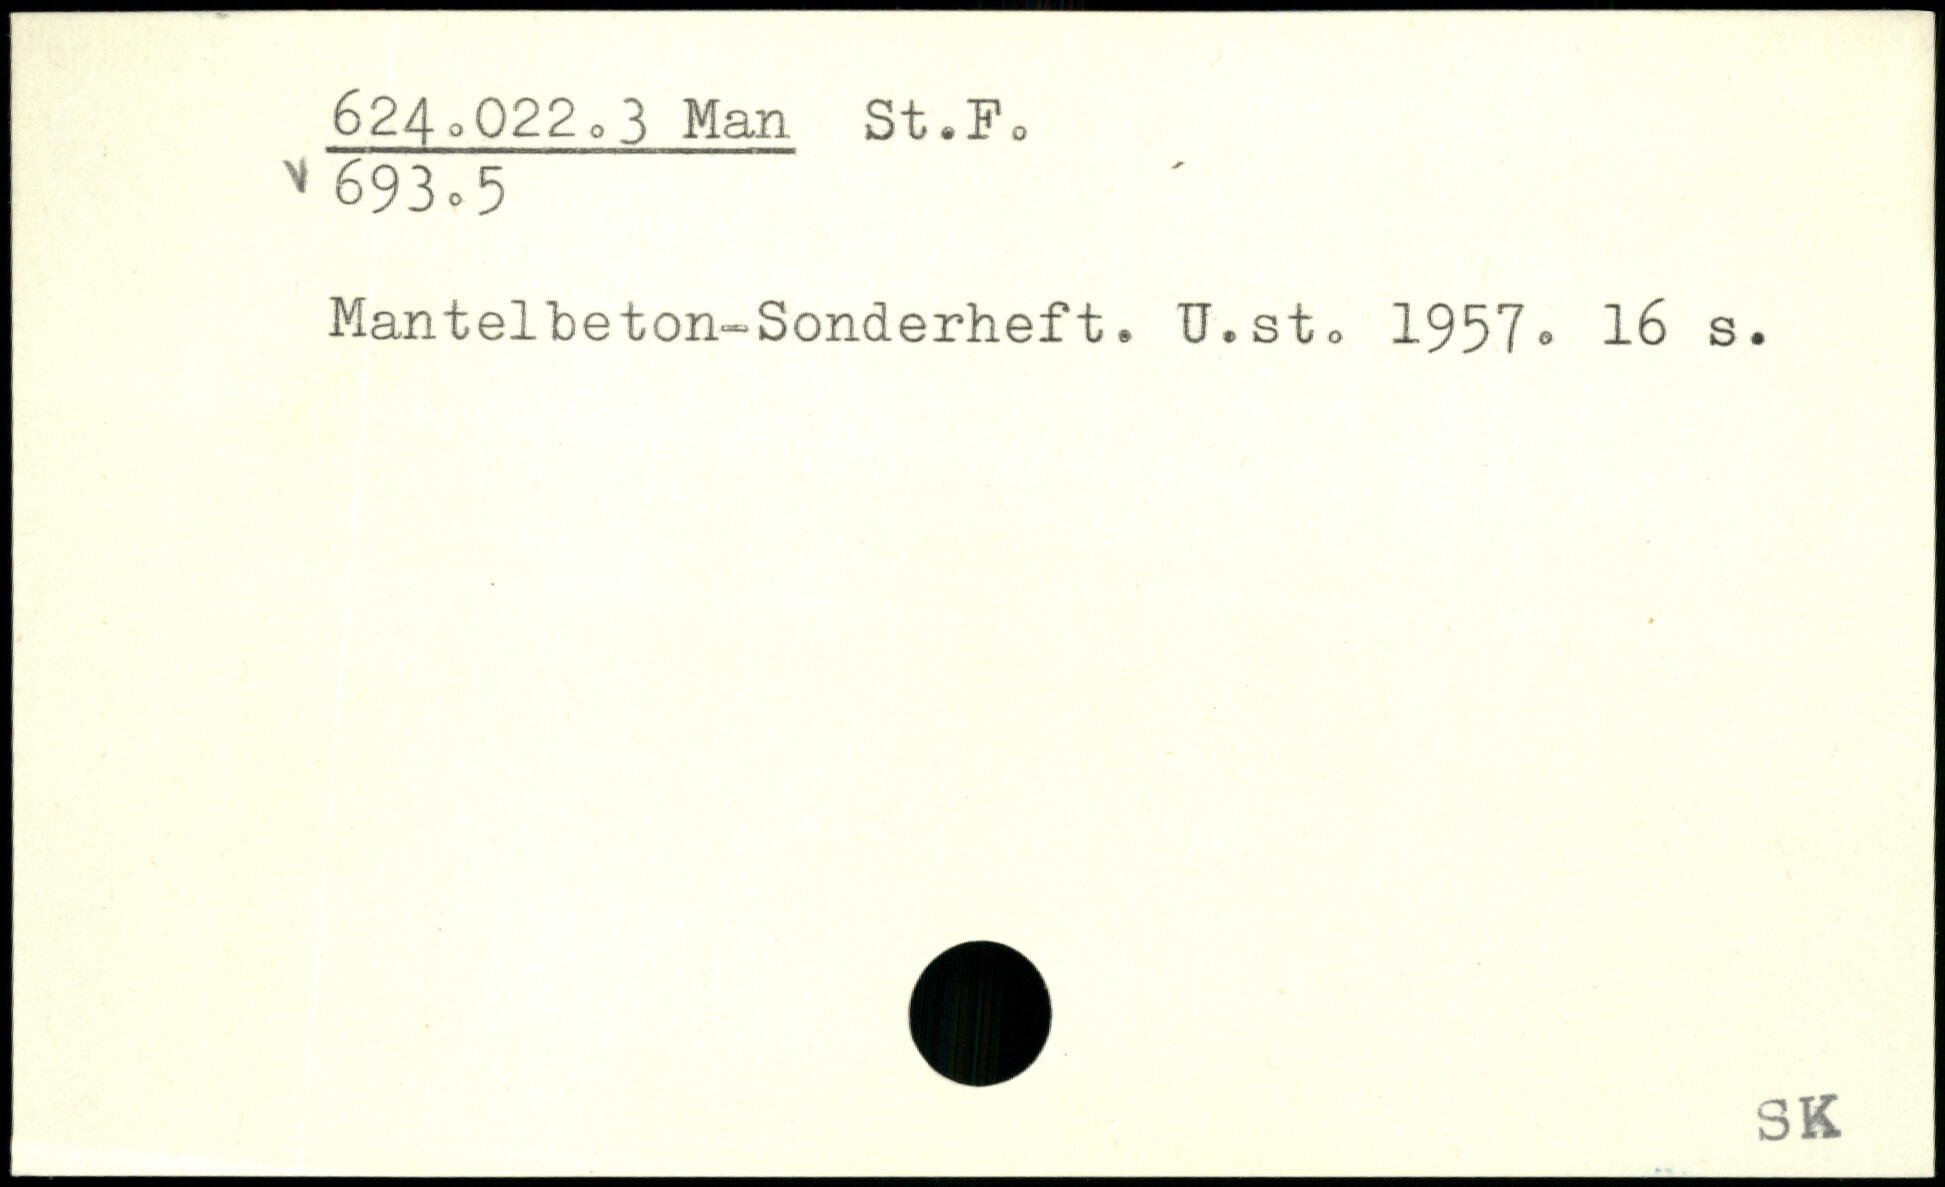 624.022.3 Man St.F.
v 693.5
Mantelbeton-Sonderheft. U.st. 1957. 16 s.
SK